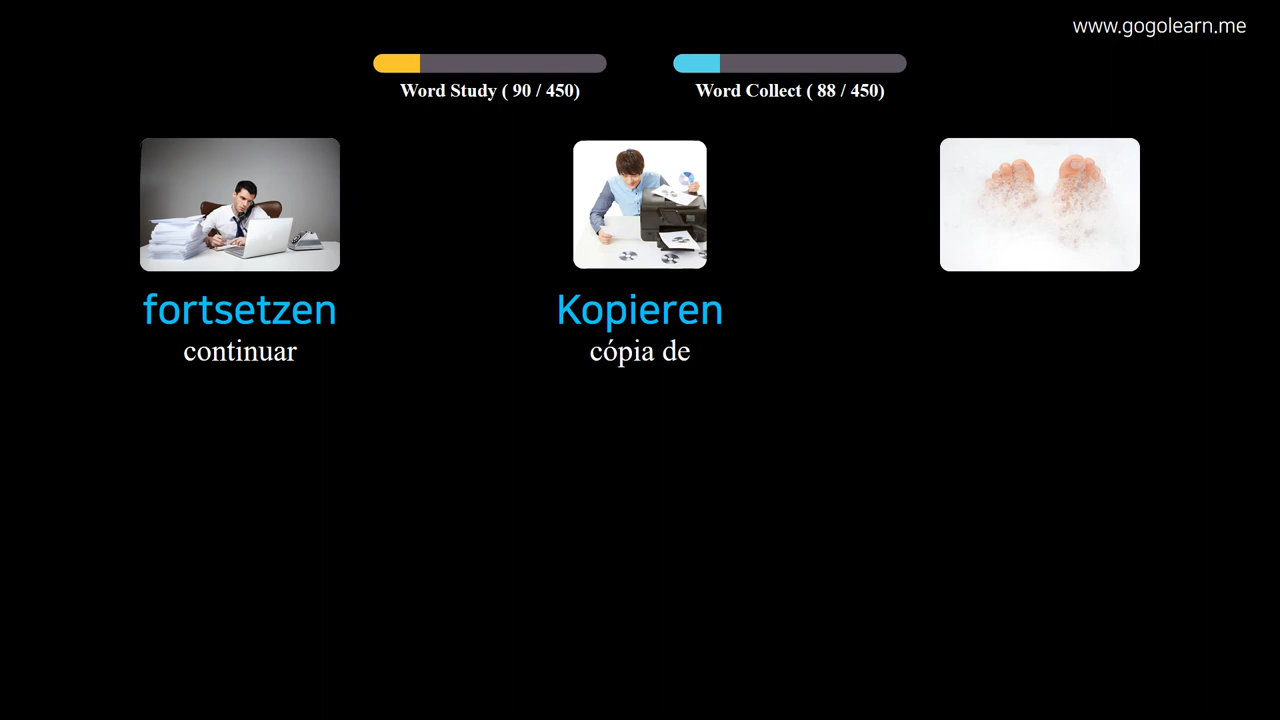 www.gogolearn.me
Word Study ( 90 / 450)
Word Collect ( 88 / 450)
fortsetzen
continuar
Kopieren
cópia de